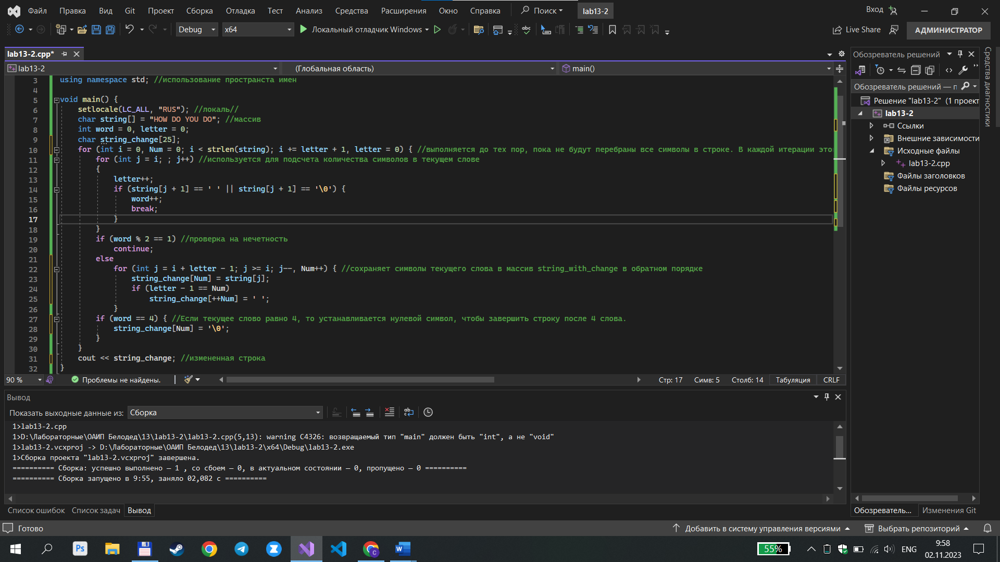 Файл Правка Вид Git Проект Сборка Отладка Тест Анализ Средства Расширения Окно Справка Поиск lab13-2 Вход
Debug x64 Локальный отладчик Windows Live Share АДМИНИСТРАТОР
lab13-2.cpp*
lab13-2 (Глобальная область) main()
3 using namespace std; //использование пространста имен
4
5 void main() {
6 setlocale(LC_ALL, "RUS"); //локаль//
7 char string[] = "HOW DO YOU DO"; //массив
8 int word = 0, letter = 0;
9 char string_change[25];
10 for (int i = 0, Num = 0; i < strlen(string); i += letter + 1, letter = 0) { //выполняется до тех пор, пока не будут перебраны все символы в строке. В каждой итерации это
11 for (int j = i; ; j++) //используется для подсчета количества символов в текущем слове
12 {
13 letter++;
14 if (string[j + 1] == ' ' || string[j + 1] == '\0') {
15 word++;
16 break;
17 }
18 }
19 if (word % 2 == 1) //проверка на нечетность
20 continue;
21 else
22 for (int j = i + letter - 1; j >= i; j--, Num++) { //сохраняет символы текущего слова в массив string_with_change в обратном порядке
23 string_change[Num] = string[j];
24 if (letter - 1 == Num)
25 string_change[++Num] = ' ';
26 }
27 if (word == 4) { //Если текущее слово равно 4, то устанавливается нулевой символ, чтобы завершить строку после 4 слова.
28 string_change[Num] = '\0';
29 }
30 }
31 cout << string_change; //измененная строка
32 }
90 % Проблемы не найдены. Стр: 17 Симв: 5 Столб: 14 Табуляция CRLF
Вывод
Показать выходные данные из: Сборка
1>lab13-2.cpp
1>D:\Лабораторные\ОАИП Белодед\13\lab13-2\lab13-2.cpp(5,13): warning C4326: возвращаемый тип "main" должен быть "int", а не "void"
1>lab13-2.vcxproj -> D:\Лабораторные\ОАИП Белодед\13\lab13-2\x64\Debug\lab13-2.exe
1>Сборка проекта "lab13-2.vcxproj" завершена.
========== Сборка: успешно выполнено — 1 , со сбоем — 0, в актуальном состоянии — 0, пропущено — 0 ==========
========== Сборка запущено в 9:55, заняло 02,082 с ==========
Список ошибок Список задач Вывод
Обозреватель решений
Обозреватель решений — п
Решение "lab13-2" (1 проект
lab13-2
Ссылки
Внешние зависимости
Исходные файлы
lab13-2.cpp
Файлы заголовков
Файлы ресурсов
Обозреватель... Изменения Git
Средства диагностики
Готово Добавить в систему управления версиями Выбрать репозиторий
Ps 55% ENG 9:58
02.11.2023